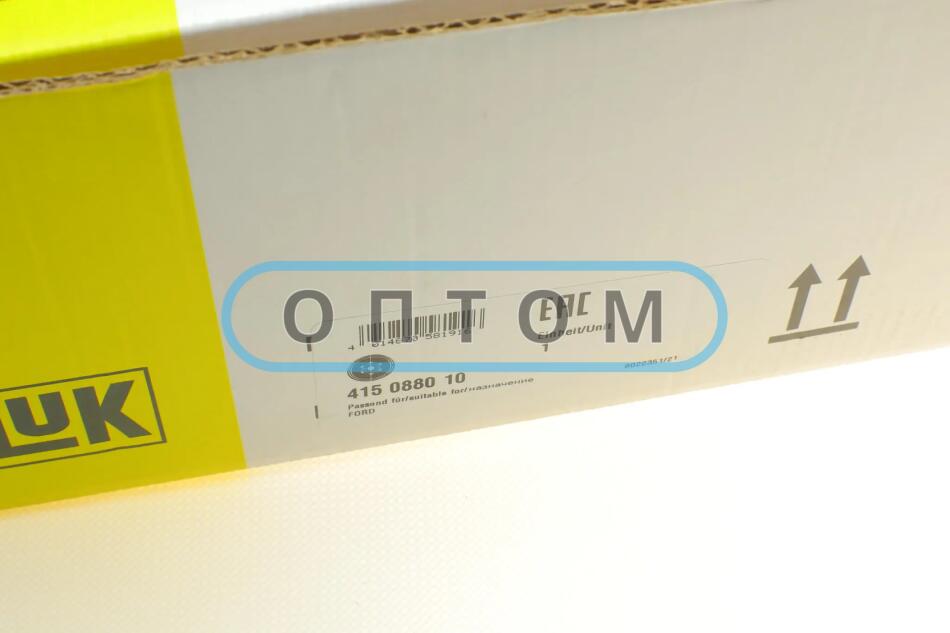 ОПТОМ
EAC
Einheit/Unit
1
415 0880 10
Passend für/suitable for/назначение
FORD
LUK